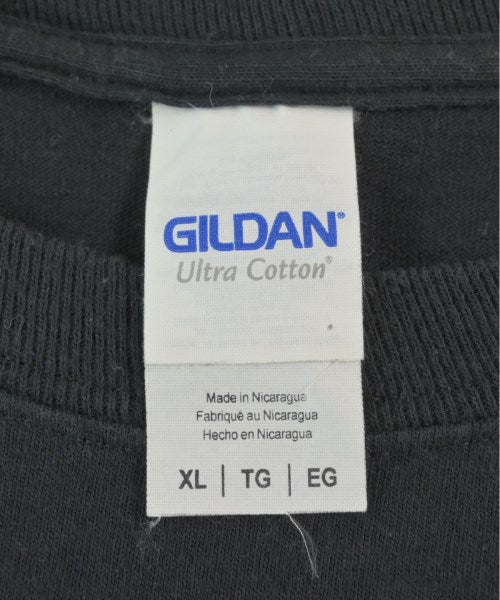 GILDAN®
Ultra Cotton®
Made in Nicaragua
Fabriqué au Nicaragua
Hecho en Nicaragua
XL | TG | EG